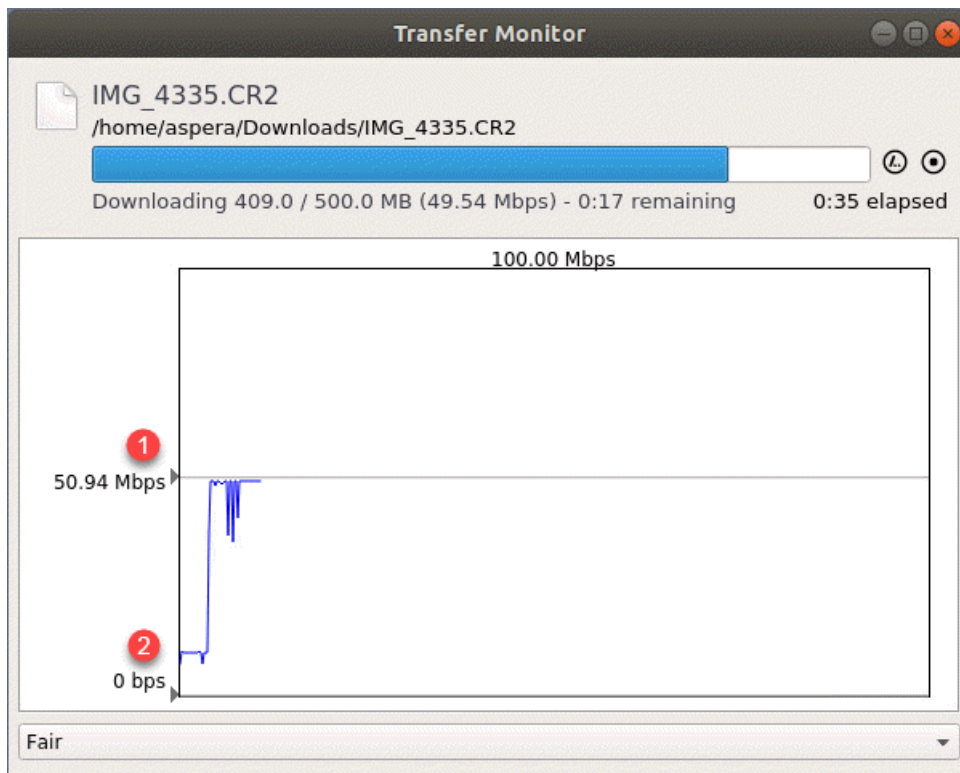 Transfer Monitor
IMG_4335.CR2
/home/aspera/Downloads/IMG_4335.CR2
Downloading 409.0 / 500.0 MB (49.54 Mbps) - 0:17 remaining 0:35 elapsed
100.00 Mbps
1
50.94 Mbps
2
0 bps
Fair